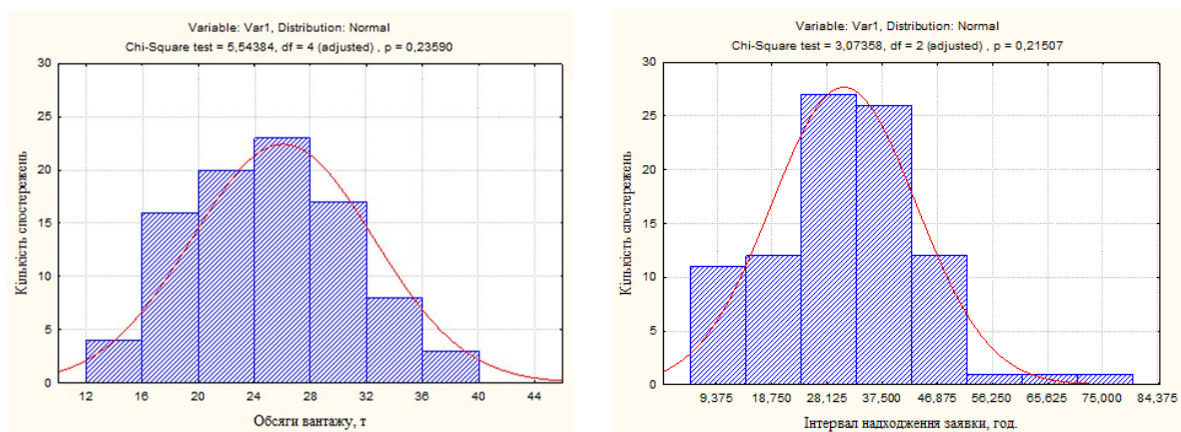 Variable: Var1, Distribution: Normal
Chi-Square test = 5,54384, df = 4 (adjusted) , p = 0,23590
30
25
20
15
10
5
0
Кількість спостережень
12 16 20 24 28 32 36 40 44
Обсяги вантажу, т
Variable: Var1, Distribution: Normal
Chi-Square test = 3,07358, df = 2 (adjusted) , p = 0,21507
30
25
20
15
10
5
0
Кількість спостережень
9,375 18,750 28,125 37,500 46,875 56,250 65,625 75,000 84,375
Інтервал надходження заявки, год.